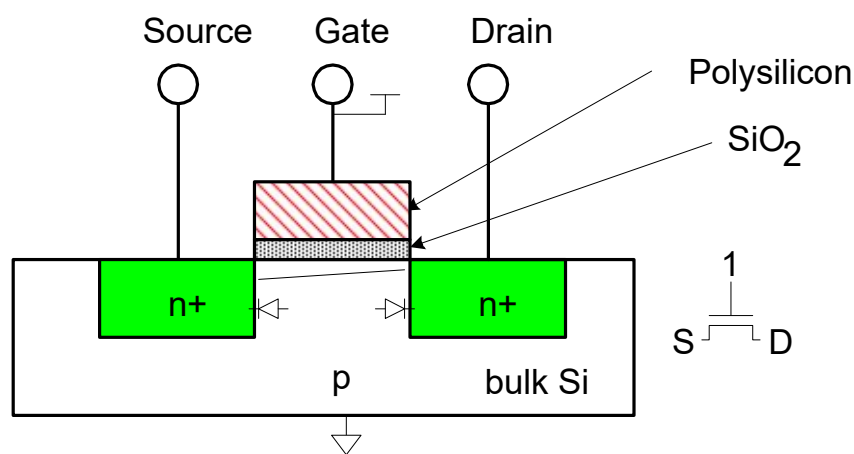 Source Gate Drain
Polysilicon
SiO2
n+ n+
1
S D
p bulk Si